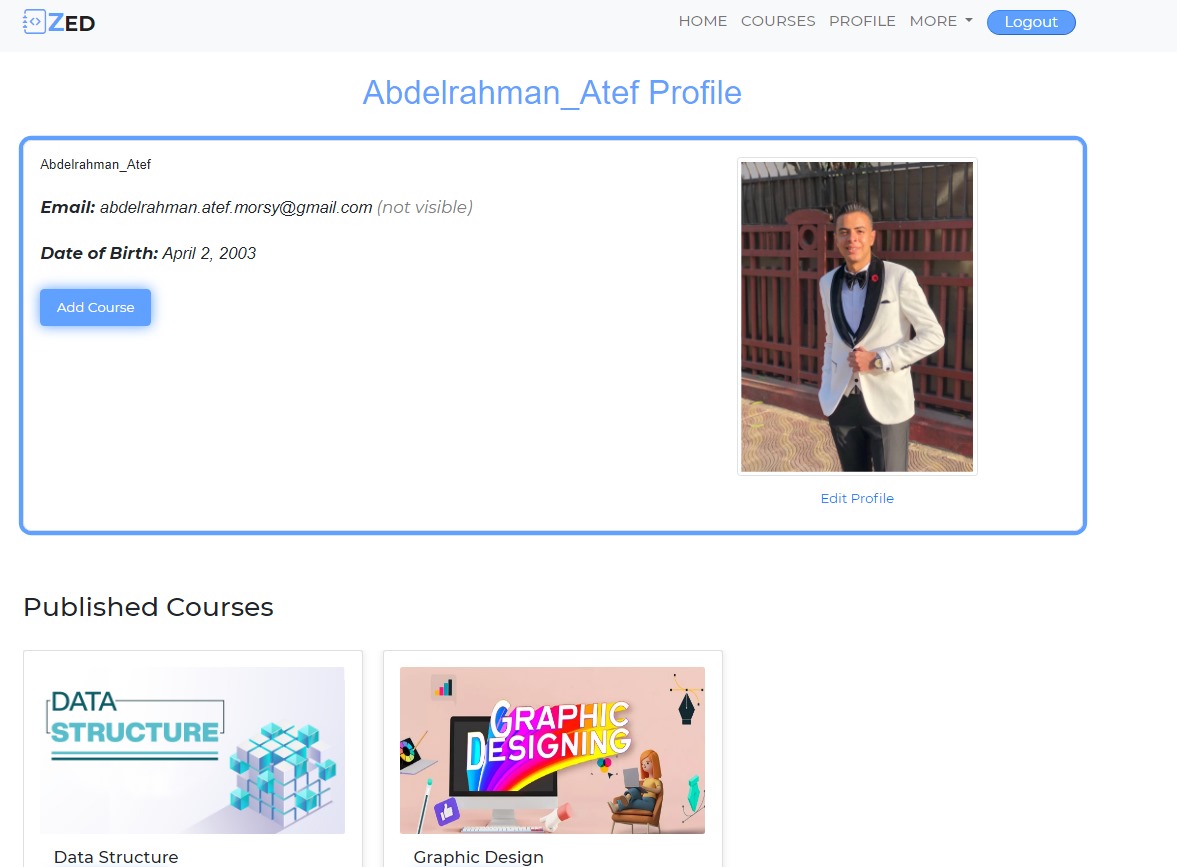 ZED
HOME COURSES PROFILE MORE Logout
Abdelrahman_Atef Profile
Abdelrahman_Atef
Email: abdelrahman.atef.morsy@gmail.com (not visible)
Date of Birth: April 2, 2003
Add Course
Edit Profile
Published Courses
DATA
STRUCTURE
GRAPHIC
DESIGNING
Data Structure
Graphic Design